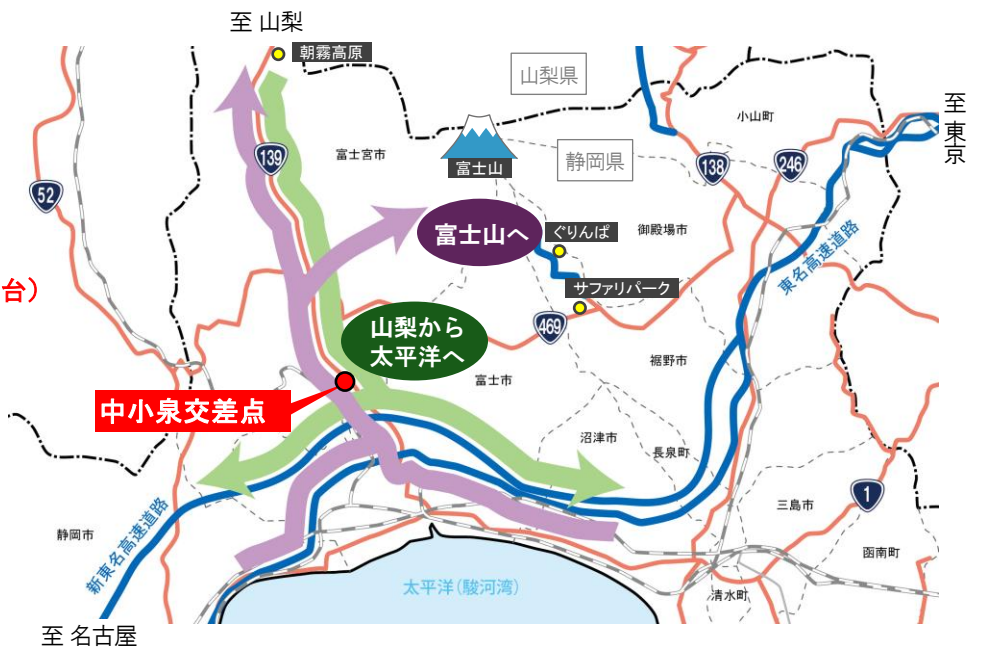 至 山梨
朝霧高原
山梨県
至東京
小山町
139
富士宮市
富士山
静岡県
138
246
52
富士山へ
ぐりんぱ
御殿場市
東名高速道路
台）
サファリパーク
山梨から
太平洋へ
469
裾野市
富士市
中小泉交差点
沼津市
長泉町
1
三島市
静岡市
新東名高速道路
函南町
太平洋（駿河湾）
清水町
至 名古屋